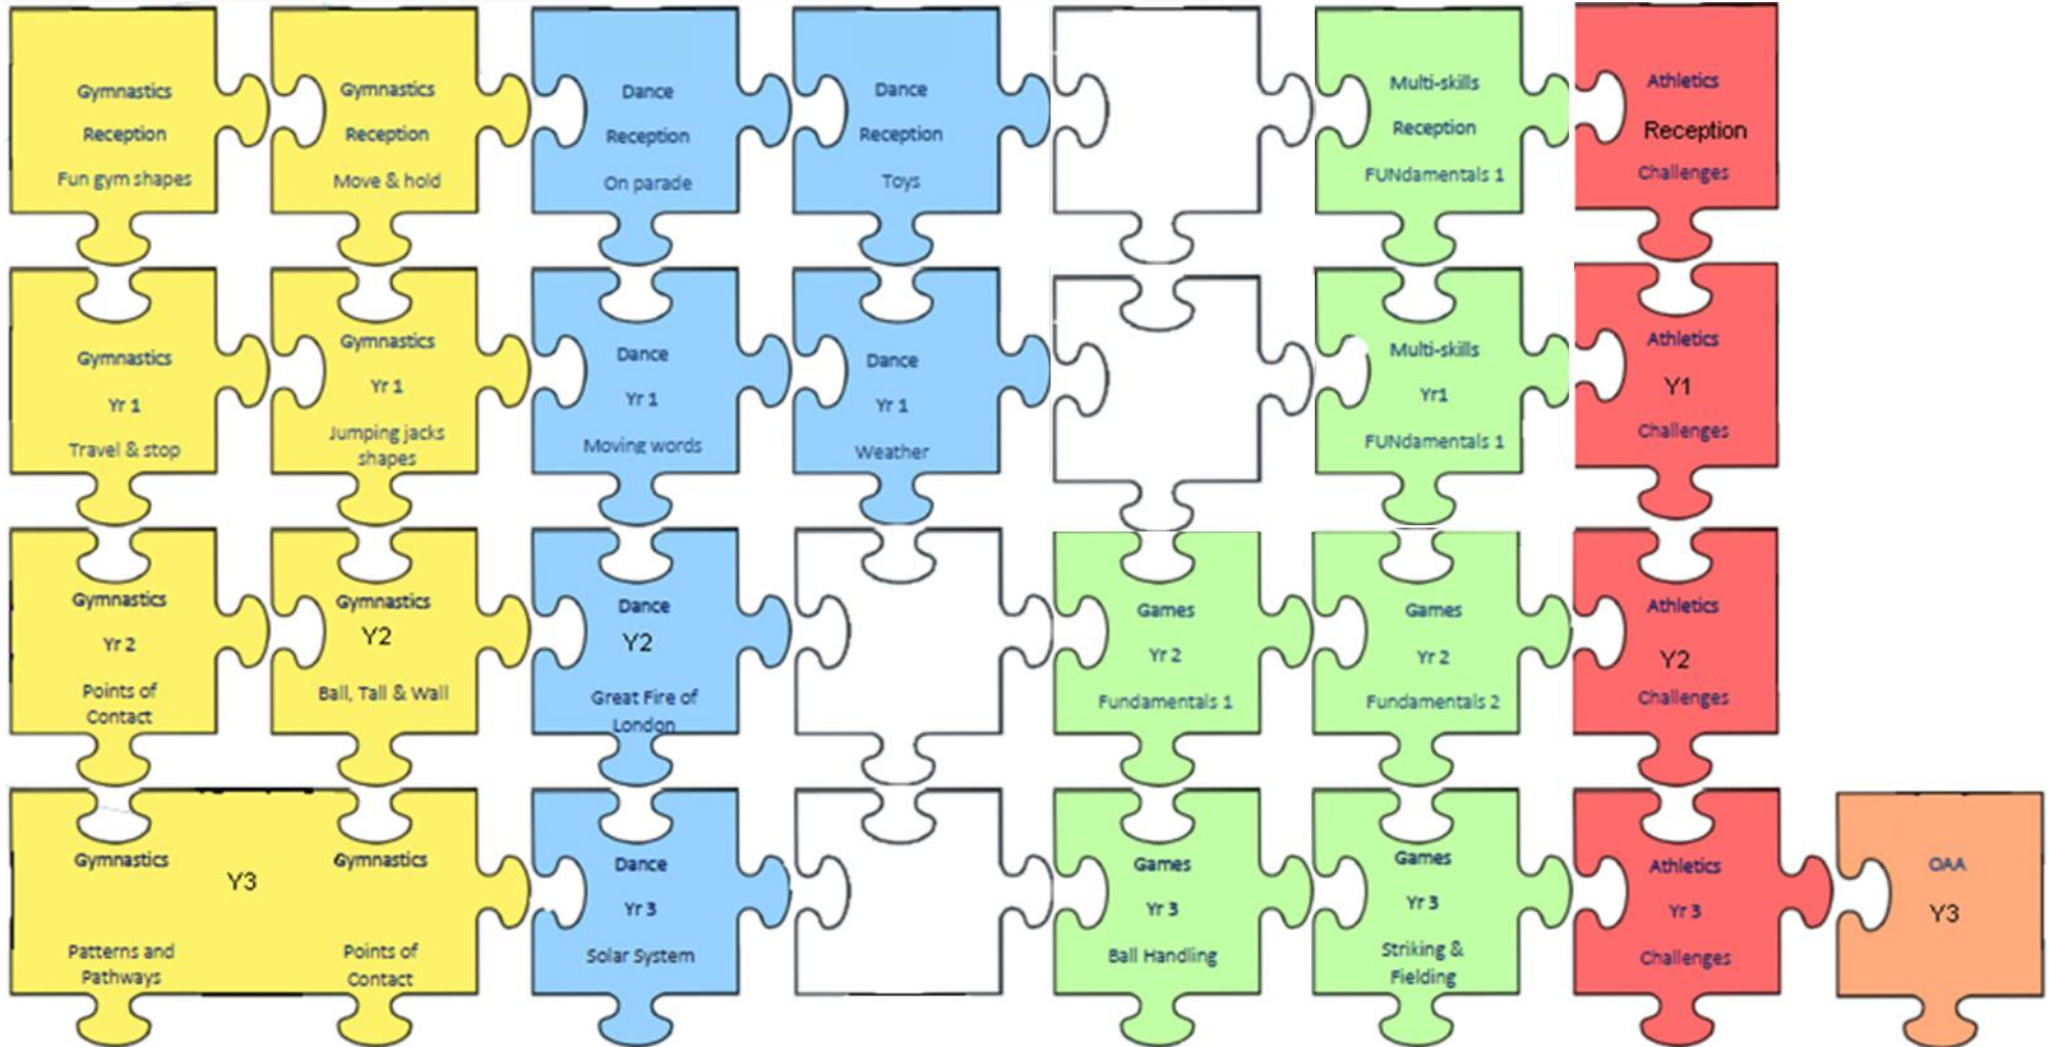 Gymnastics
Reception
Fun gym shapes
Gymnastics
Reception
Move & hold
Dance
Reception
On parade
Dance
Reception
Toys
Multi-skills
Reception
FUNdamentals 1
Athletics
Reception
Challenges
Gymnastics
Yr 1
Travel & stop
Gymnastics
Yr 1
Jumping jacks
shapes
Dance
Yr 1
Moving words
Dance
Yr 1
Weather
Multi-skills
Yr1
FUNdamentals 1
Athletics
Y1
Challenges
Gymnastics
Yr 2
Points of
Contact
Gymnastics
Y2
Ball, Tall & Wall
Dance
Y2
Great Fire of
London
Games
Yr 2
Fundamentals 1
Games
Yr 2
Fundamentals 2
Athletics
Y2
Challenges
Gymnastics
Patterns and
Pathways
Y3
Gymnastics
Points of
Contact
Dance
Yr 3
Solar System
Games
Yr 3
Ball Handling
Games
Yr 3
Striking &
Fielding
Athletics
Yr 3
Challenges
OAA
Y3